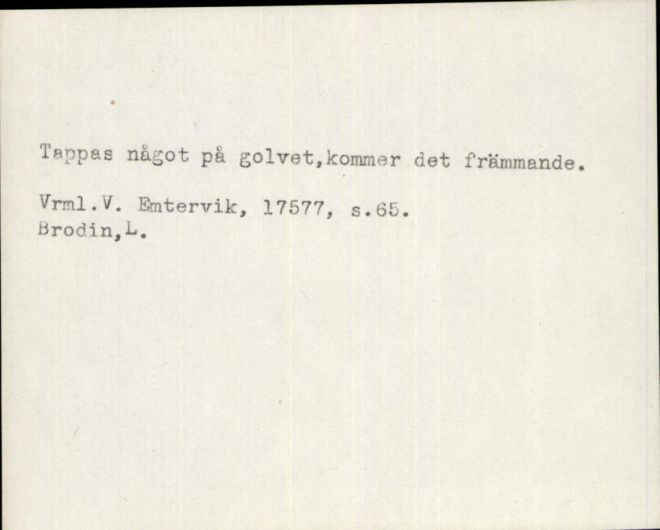 Tappas något på golvet,kommer det främmande.
Vrml.V. Emtervik, 17577, s.65.
Brodin,L.